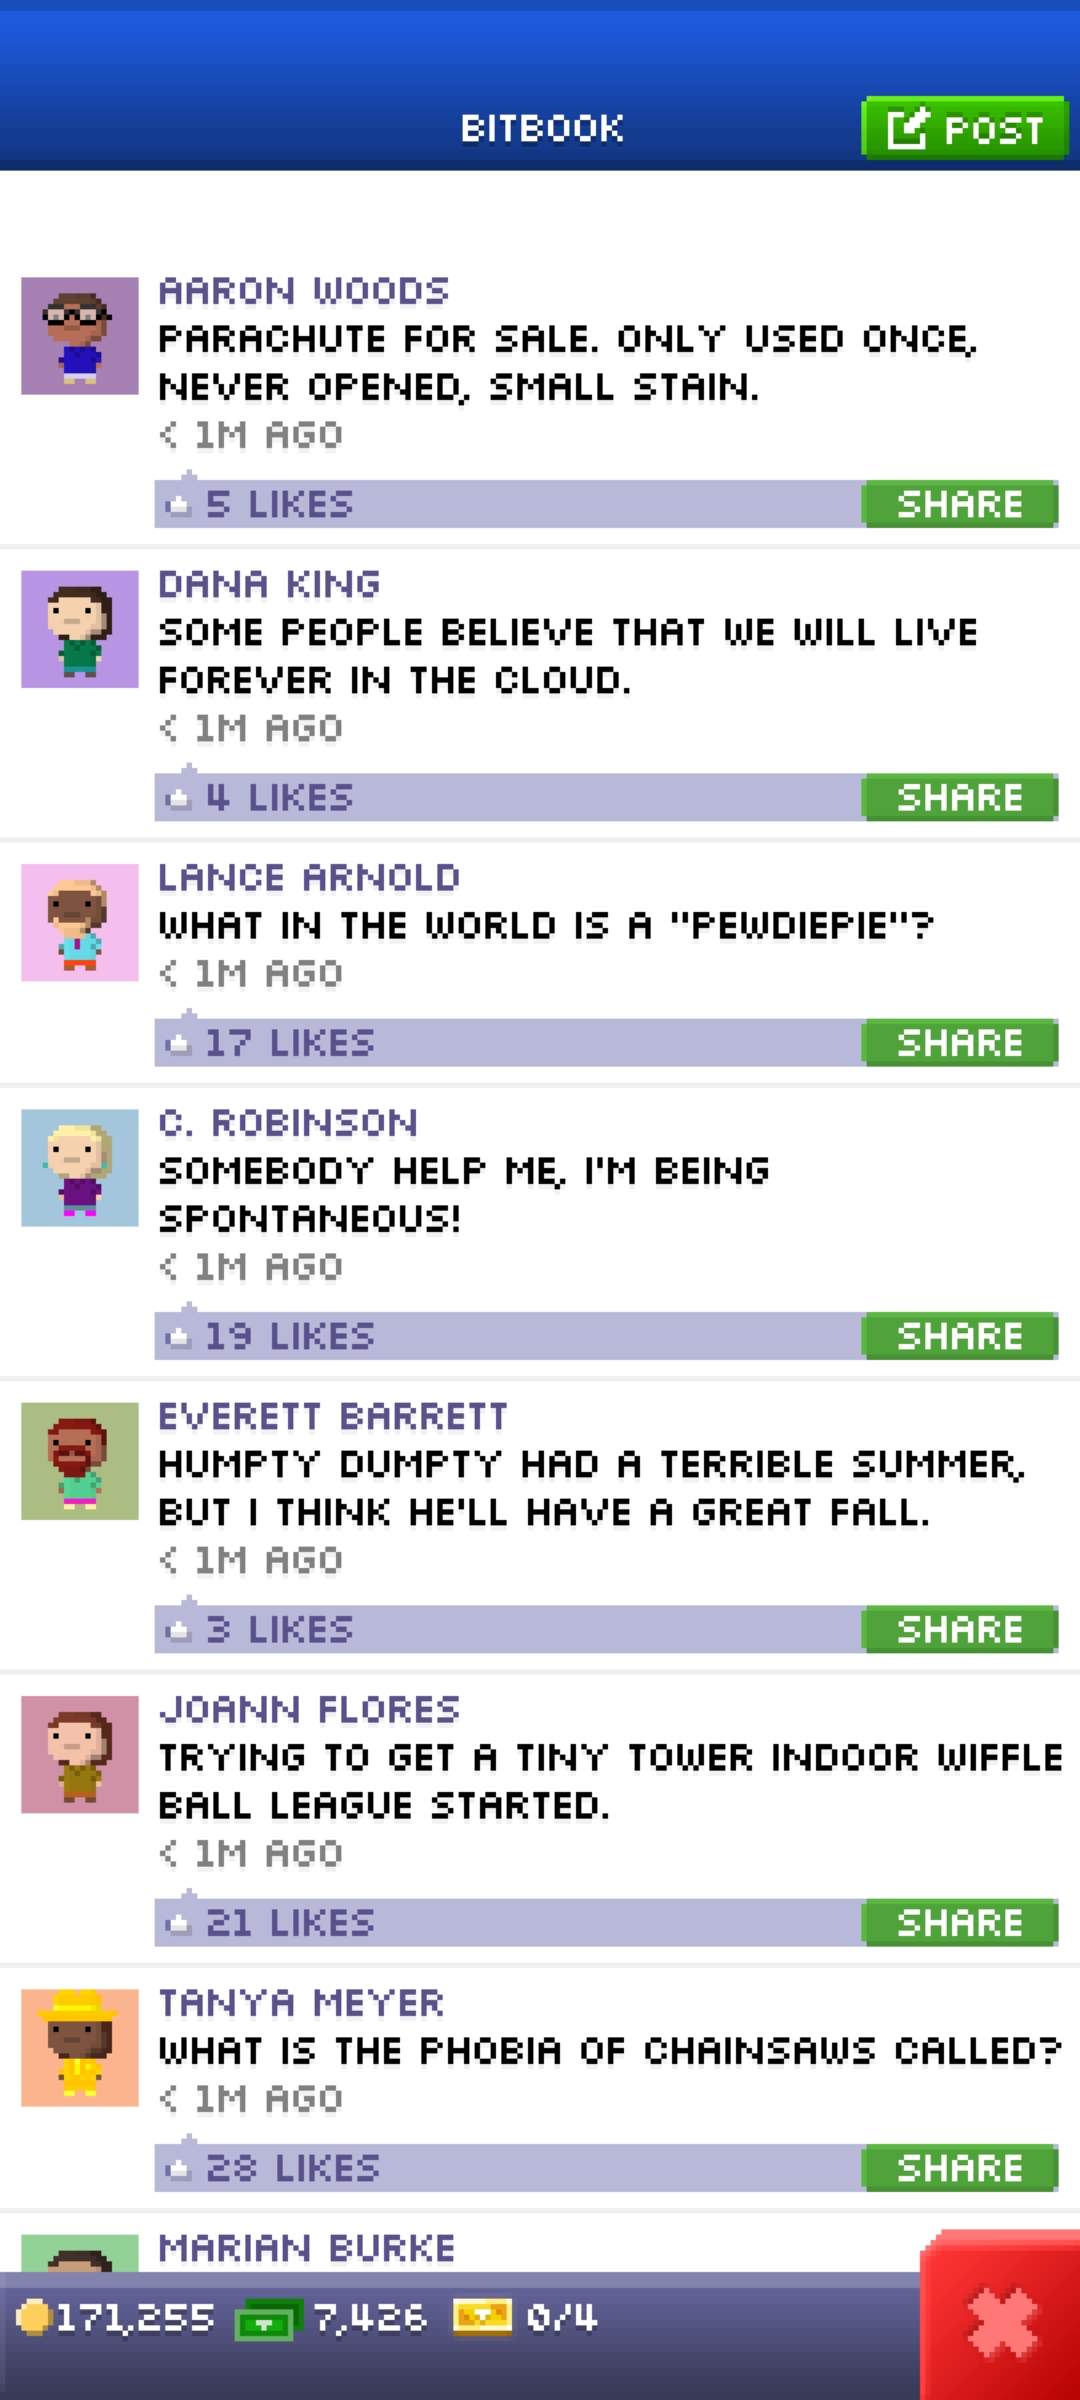 BITBOOK
POST
AARON WOODS
PARACHUTE FOR SALE. ONLY USED ONCE,
NEVER OPENED, SMALL STAIN.
< 1M AGO
5 LIKES
SHARE
DANA KING
SOME PEOPLE BELIEVE THAT WE WILL LIVE
FOREVER IN THE CLOUD.
< 1M AGO
4 LIKES
SHARE
LANCE ARNOLD
WHAT IN THE WORLD IS A "PEWDIEPIE"?
< 1M AGO
17 LIKES
SHARE
C. ROBINSON
SOMEBODY HELP ME, I'M BEING
SPONTANEOUS!
< 1M AGO
19 LIKES
SHARE
EVERETT BARRETT
HUMPTY DUMPTY HAD A TERRIBLE SUMMER,
BUT I THINK HE'LL HAVE A GREAT FALL.
< 1M AGO
3 LIKES
SHARE
JOANN FLORES
TRYING TO GET A TINY TOWER INDOOR WIFFLE
BALL LEAGUE STARTED.
< 1M AGO
21 LIKES
SHARE
TANYA MEYER
WHAT IS THE PHOBIA OF CHAINSAWS CALLED?
< 1M AGO
28 LIKES
SHARE
MARIAN BURKE
171,255 7,426 0/4